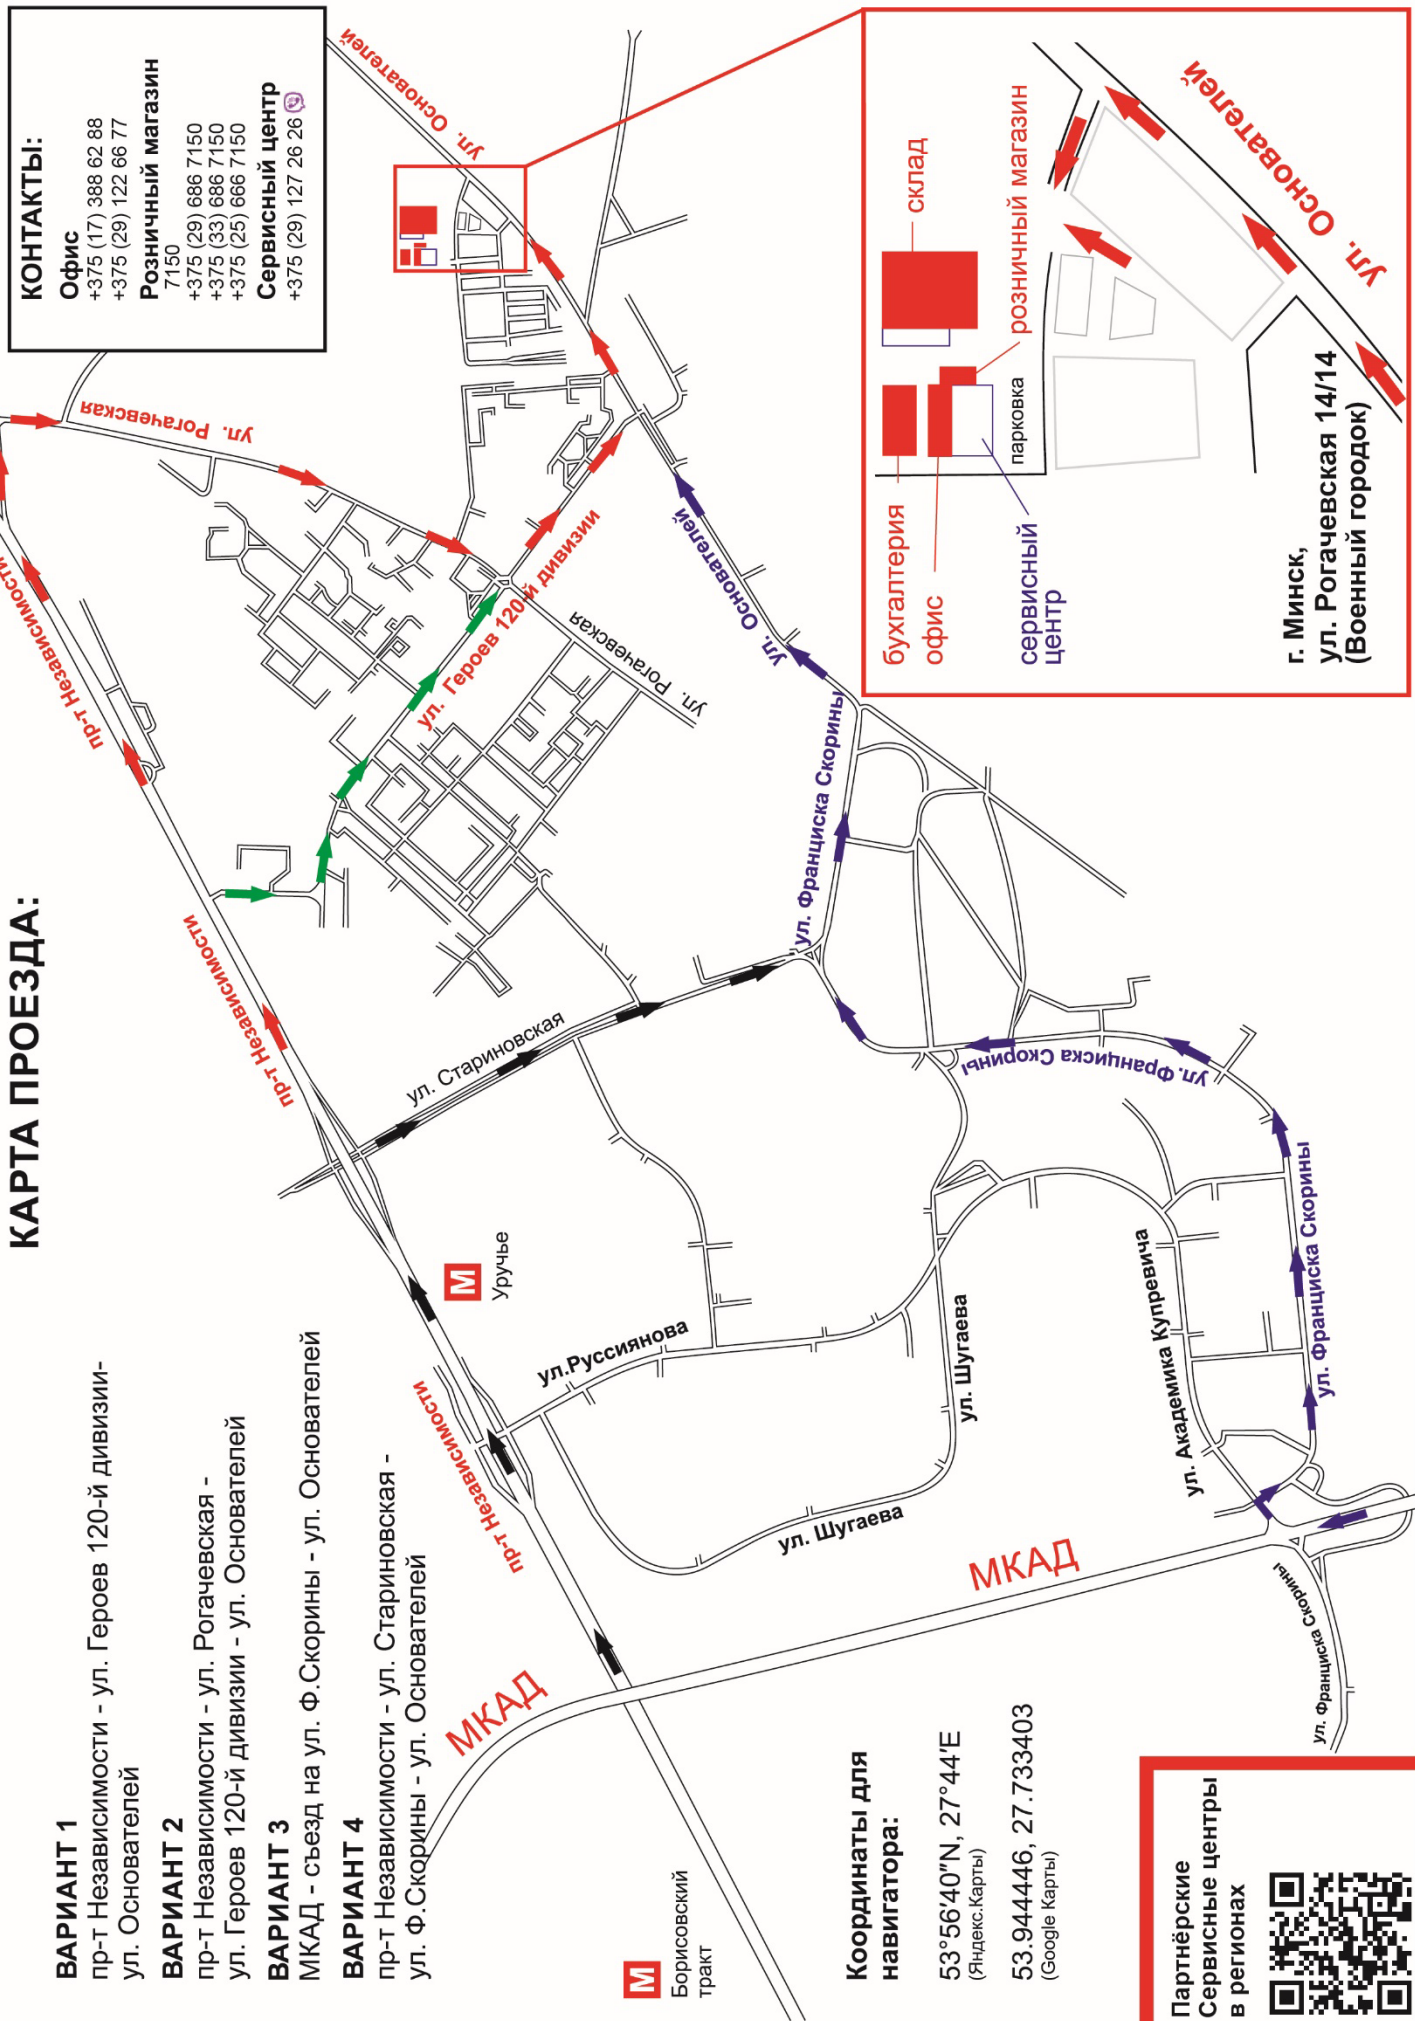 КАРТА ПРОЕЗДА:
ВАРИАНТ 1
пр-т Независимости - ул. Героев 120-й дивизии-
ул. Основателей
ВАРИАНТ 2
пр-т Независимости - ул. Рогачевская -
ул. Героев 120-й дивизии - ул. Основателей
ВАРИАНТ 3
МКАД - съезд на ул. Ф.Скорины - ул. Основателей
ВАРИАНТ 4
пр-т Независимости - ул. Стариновская -
ул. Ф.Скорины - ул. Основателей
КОНТАКТЫ:
Офис
+375 (17) 388 62 88
+375 (29) 122 66 77
Розничный магазин
7150
+375 (29) 686 7150
+375 (33) 686 7150
+375 (25) 666 7150
Сервисный центр
+375 (29) 127 26 26
пр-т Независимости
пр-т Независимости
пр-т Независимости
пр-т Независимости
ул. Рогачевская
ул. Основателей
ул. Героев 120-й дивизии
ул. Рогачевская
ул. Стариновская
М
Уручье
ул.Руссиянова
ул. Основателей
ул. Франциска Скорины
ул. Франциска Скорины
ул. Шугаева
ул. Шугаева
МКАД
МКАД
ул. Академика Купревича
ул. Франциска Скорины
ул. Франциска Скорины
М
Борисовский
тракт
Координаты для
навигатора:
53°56′40″N, 27°44′E
(Яндекс.Карты)
53.944446, 27.733403
(Google Карты)
Партнёрские
Сервисные центры
в регионах
бухгалтерия
офис
склад
розничный магазин
парковка
сервисный
центр
ул. Основателей
г. Минск,
ул. Рогачевская 14/14
(Военный городок)